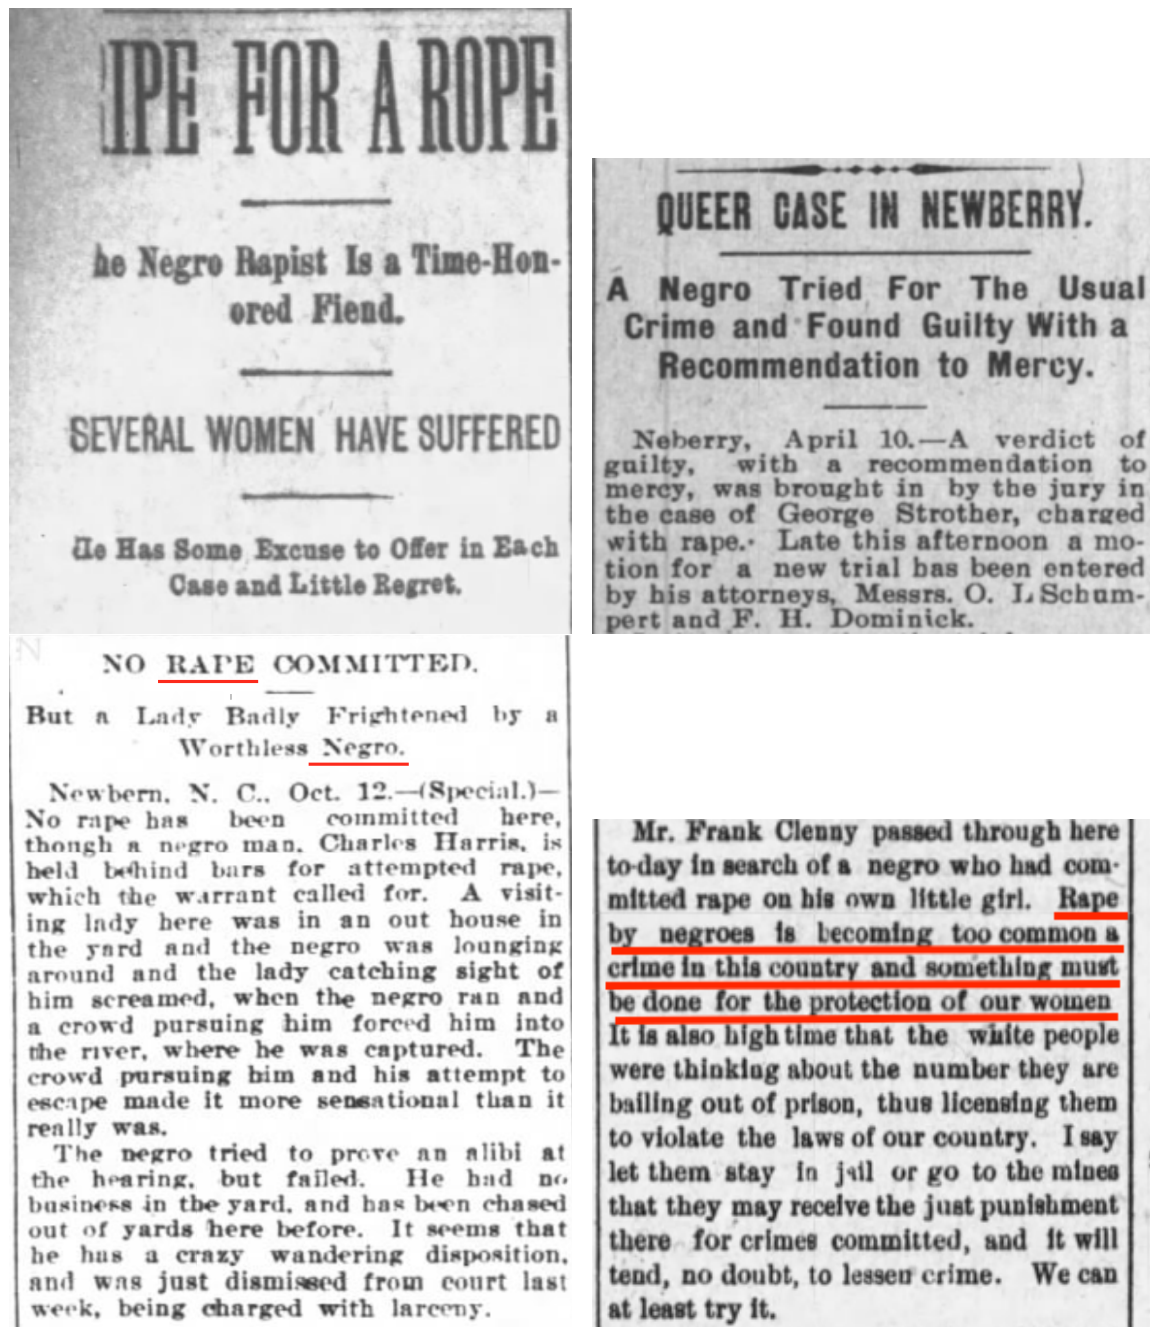 IPE FOR A ROPE
he Negro Rapist Is a Time-Hon-
ored Fiend.
SEVERAL WOMEN HAVE SUFFERED
He Has Some Excuse to Offer in Each
Case and Little Regret.
QUEER CASE IN NEWBERRY.
A Negro Tried For The Usual
Crime and Found Guilty With a
Recommendation to Mercy.
Neberry, April 10.—A verdict of
guilty, with a recommendation to
mercy, was brought in by the jury in
the case of George Strother, charged
with rape. Late this afternoon a mo-
tion for a new trial has been entered
by his attorneys, Messrs. O. L Schum-
pert and F. H. Dominick.
NO RAPE COMMITTED.
But a Lady Badly Frightened by a
Worthless Negro.
Newbern, N. C., Oct. 12.—(Special.)—
No rape has been committed here,
though a negro man, Charles Harris, is
held behind bars for attempted rape,
which the warrant called for. A visit-
ing lady here was in an out house in
the yard and the negro was lounging
around and the lady catching sight of
him screamed, when the negro ran and
a crowd pursuing him forced him into
the river, where he was captured. The
crowd pursuing him and his attempt to
escape made it more sensational than it
really was.
The negro tried to prove an alibi at
the hearing, but failed. He had no
business in the yard, and has been chased
out of yards here before. It seems that
he has a crazy wandering disposition,
and was just dismissed from court last
week, being charged with larceny.
Mr. Frank Clenny passed through here
to-day in search of a negro who had com-
mitted rape on his own little girl. Rape
by negroes is becoming too common a
crime in this country and something must
be done for the protection of our women
It is also high time that the white people
were thinking about the number they are
bailing out of prison, thus licensing them
to violate the laws of our country. I say
let them stay in jail or go to the mines
that they may receive the just punishment
there for crimes committed, and it will
tend, no doubt, to lessen crime. We can
at least try it.